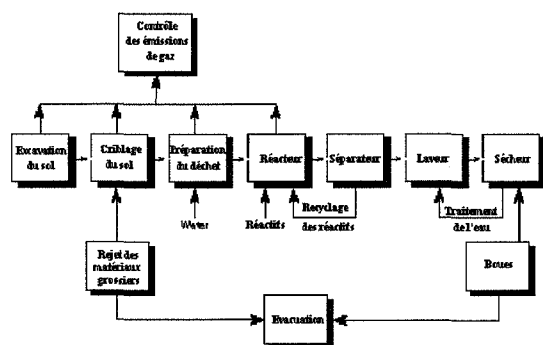 Contrôle
des émissions
de gaz
Excavation
du sol
Criblage
du sol
Préparation
du déchet
Réacteur
Séparateur
Laveur
Sécheur
Water
Réactifs
Recyclage
des réactifs
Traitement
de l'eau
Rejet des
matériaux
grossiers
Boues
Evacuation